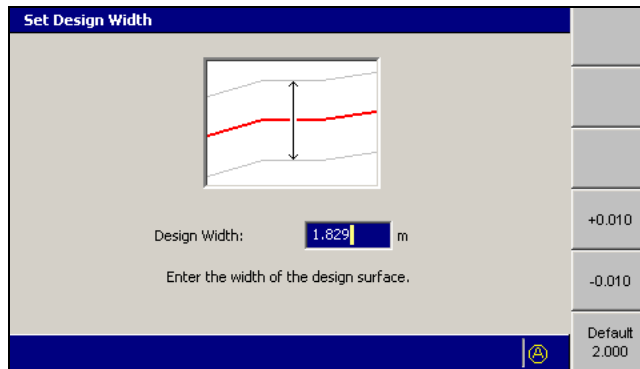 Set Design Width
Design Width: 1.829 m
Enter the width of the design surface.
+0.010
-0.010
Default
2.000
A